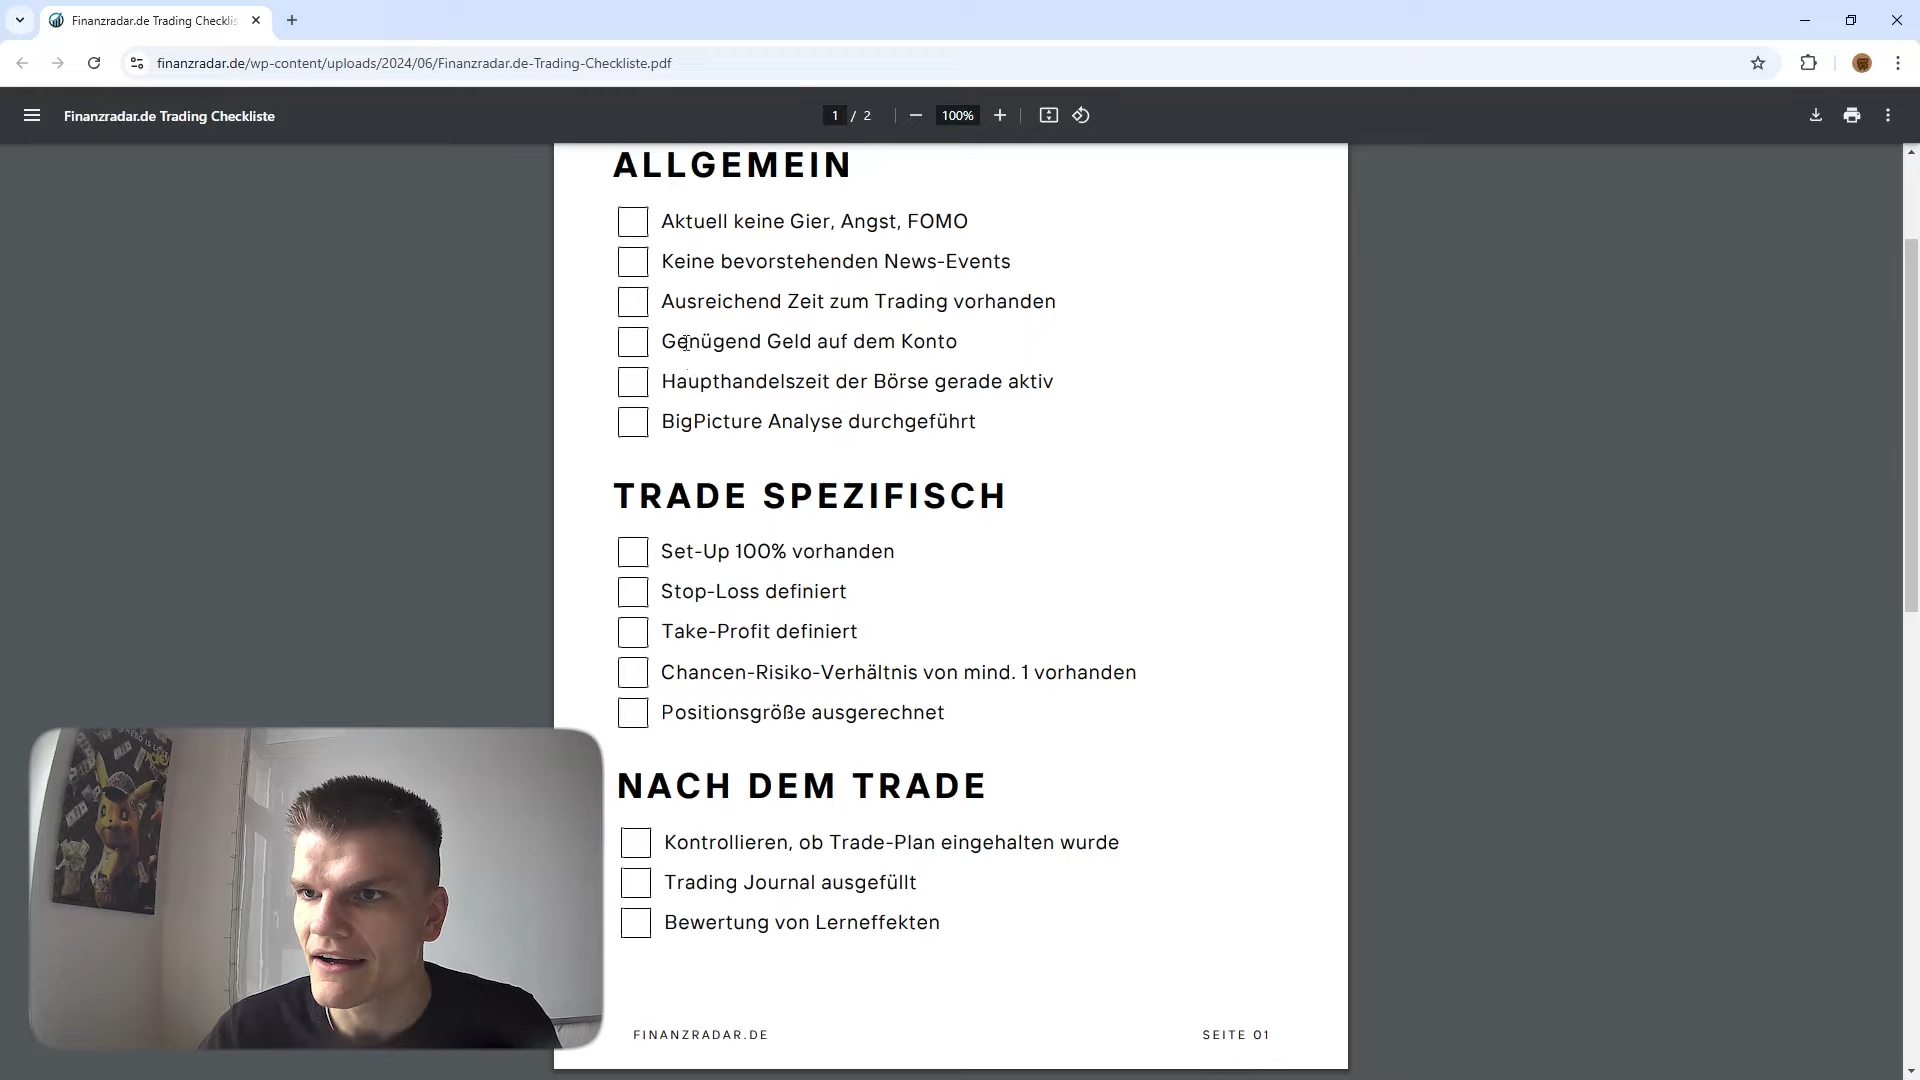 Finanzradar.de Trading Checklis
finanzradar.de/wp-content/uploads/2024/06/Finanzradar.de-Trading-Checkliste.pdf
Finanzradar.de Trading Checkliste
1 / 2
100%
ALLGEMEIN
Aktuell keine Gier, Angst, FOMO
Keine bevorstehenden News-Events
Ausreichend Zeit zum Trading vorhanden
Genügend Geld auf dem Konto
Haupthandelszeit der Börse gerade aktiv
BigPicture Analyse durchgeführt
TRADE SPEZIFISCH
Set-Up 100% vorhanden
Stop-Loss definiert
Take-Profit definiert
Chancen-Risiko-Verhältnis von mind. 1 vorhanden
Positionsgröße ausgerechnet
NACH DEM TRADE
Kontrollieren, ob Trade-Plan eingehalten wurde
Trading Journal ausgefüllt
Bewertung von Lerneffekten
FINANZRADAR.DE
SEITE 01